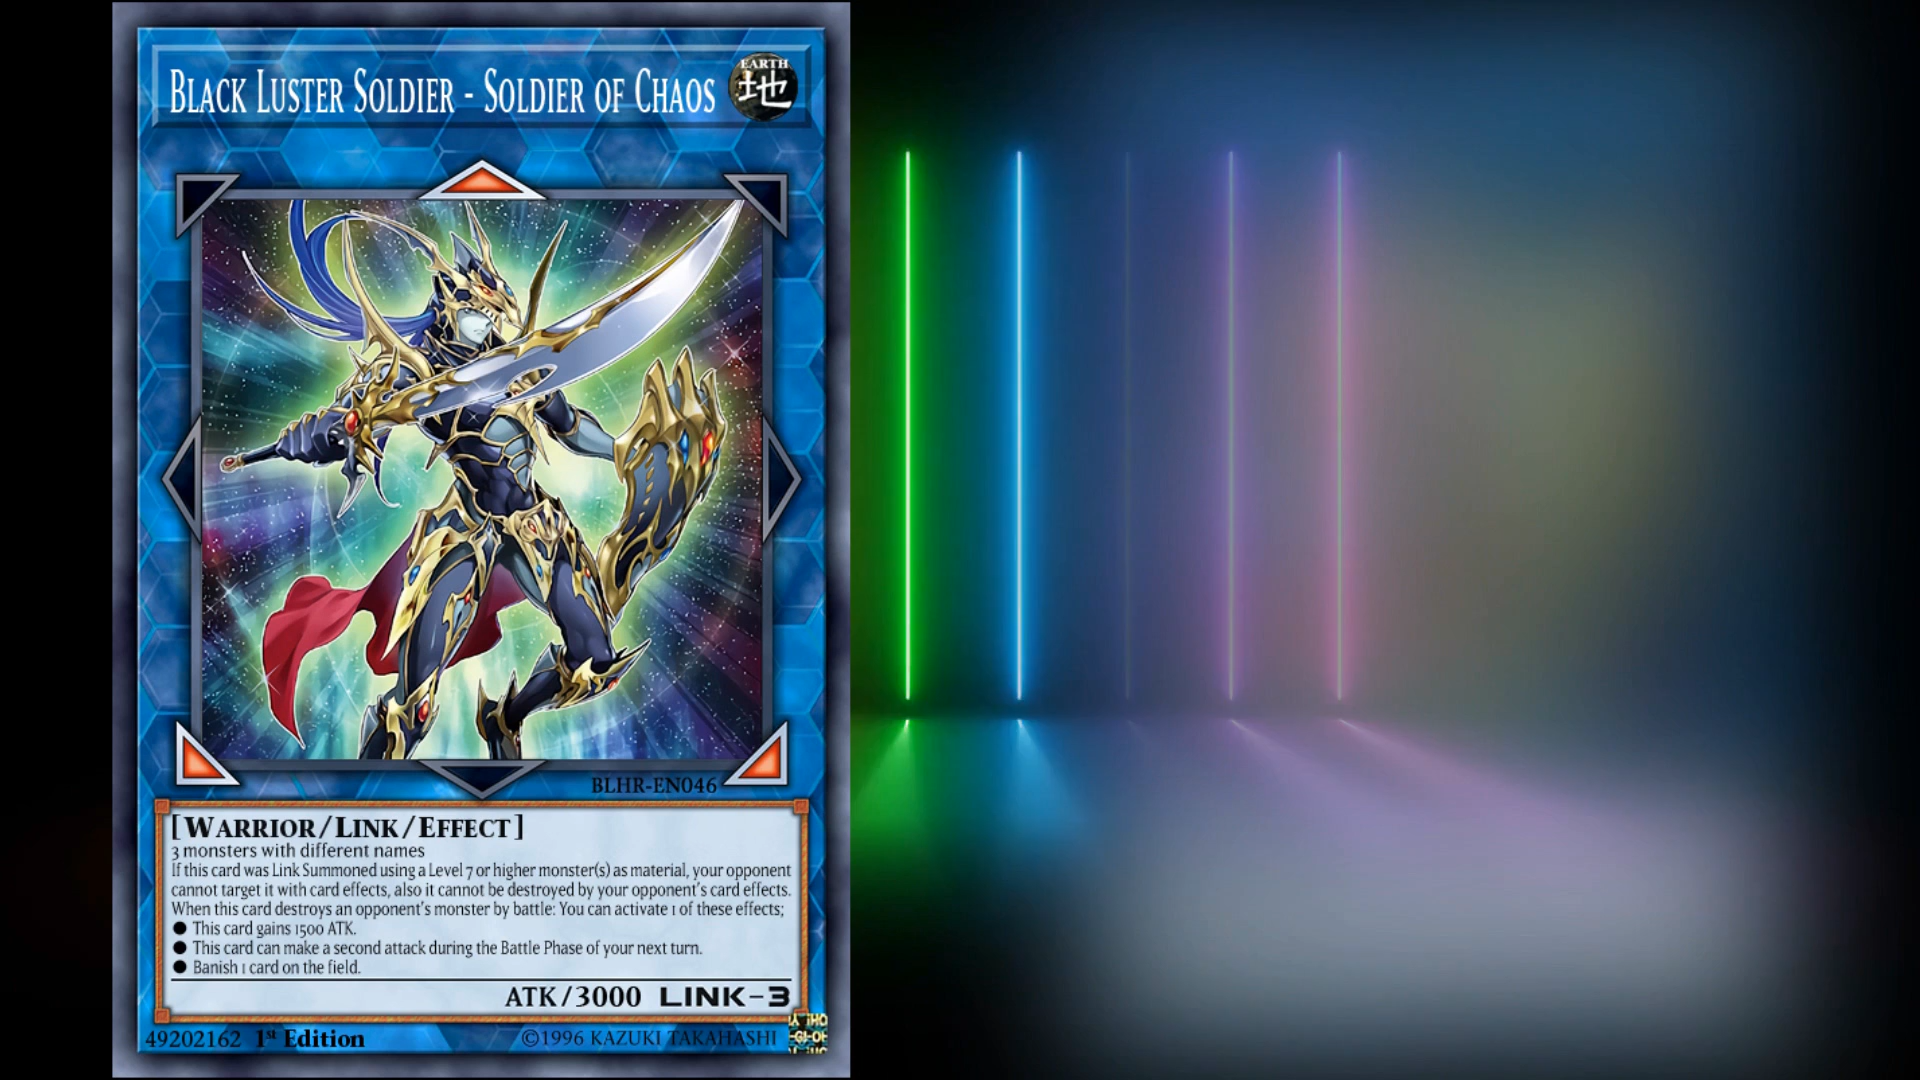 BLACK LUSTER SOLDIER - SOLDIER OF CHAOS
EARTH
地
BLHR-EN046
[WARRIOR/LINK/EFFECT]
3 monsters with different names
If this card was Link Summoned using a Level 7 or higher monster(s) as material, your opponent
cannot target it with card effects, also it cannot be destroyed by your opponent's card effects.
When this card destroys an opponent's monster by battle: You can activate 1 of these effects;
● This card gains 1500 ATK.
● This card can make a second attack during the Battle Phase of your next turn.
● Banish 1 card on the field.
ATK/3000 LINK-3
49202162 1st Edition ©1996 KAZUKI TAKAHASHI